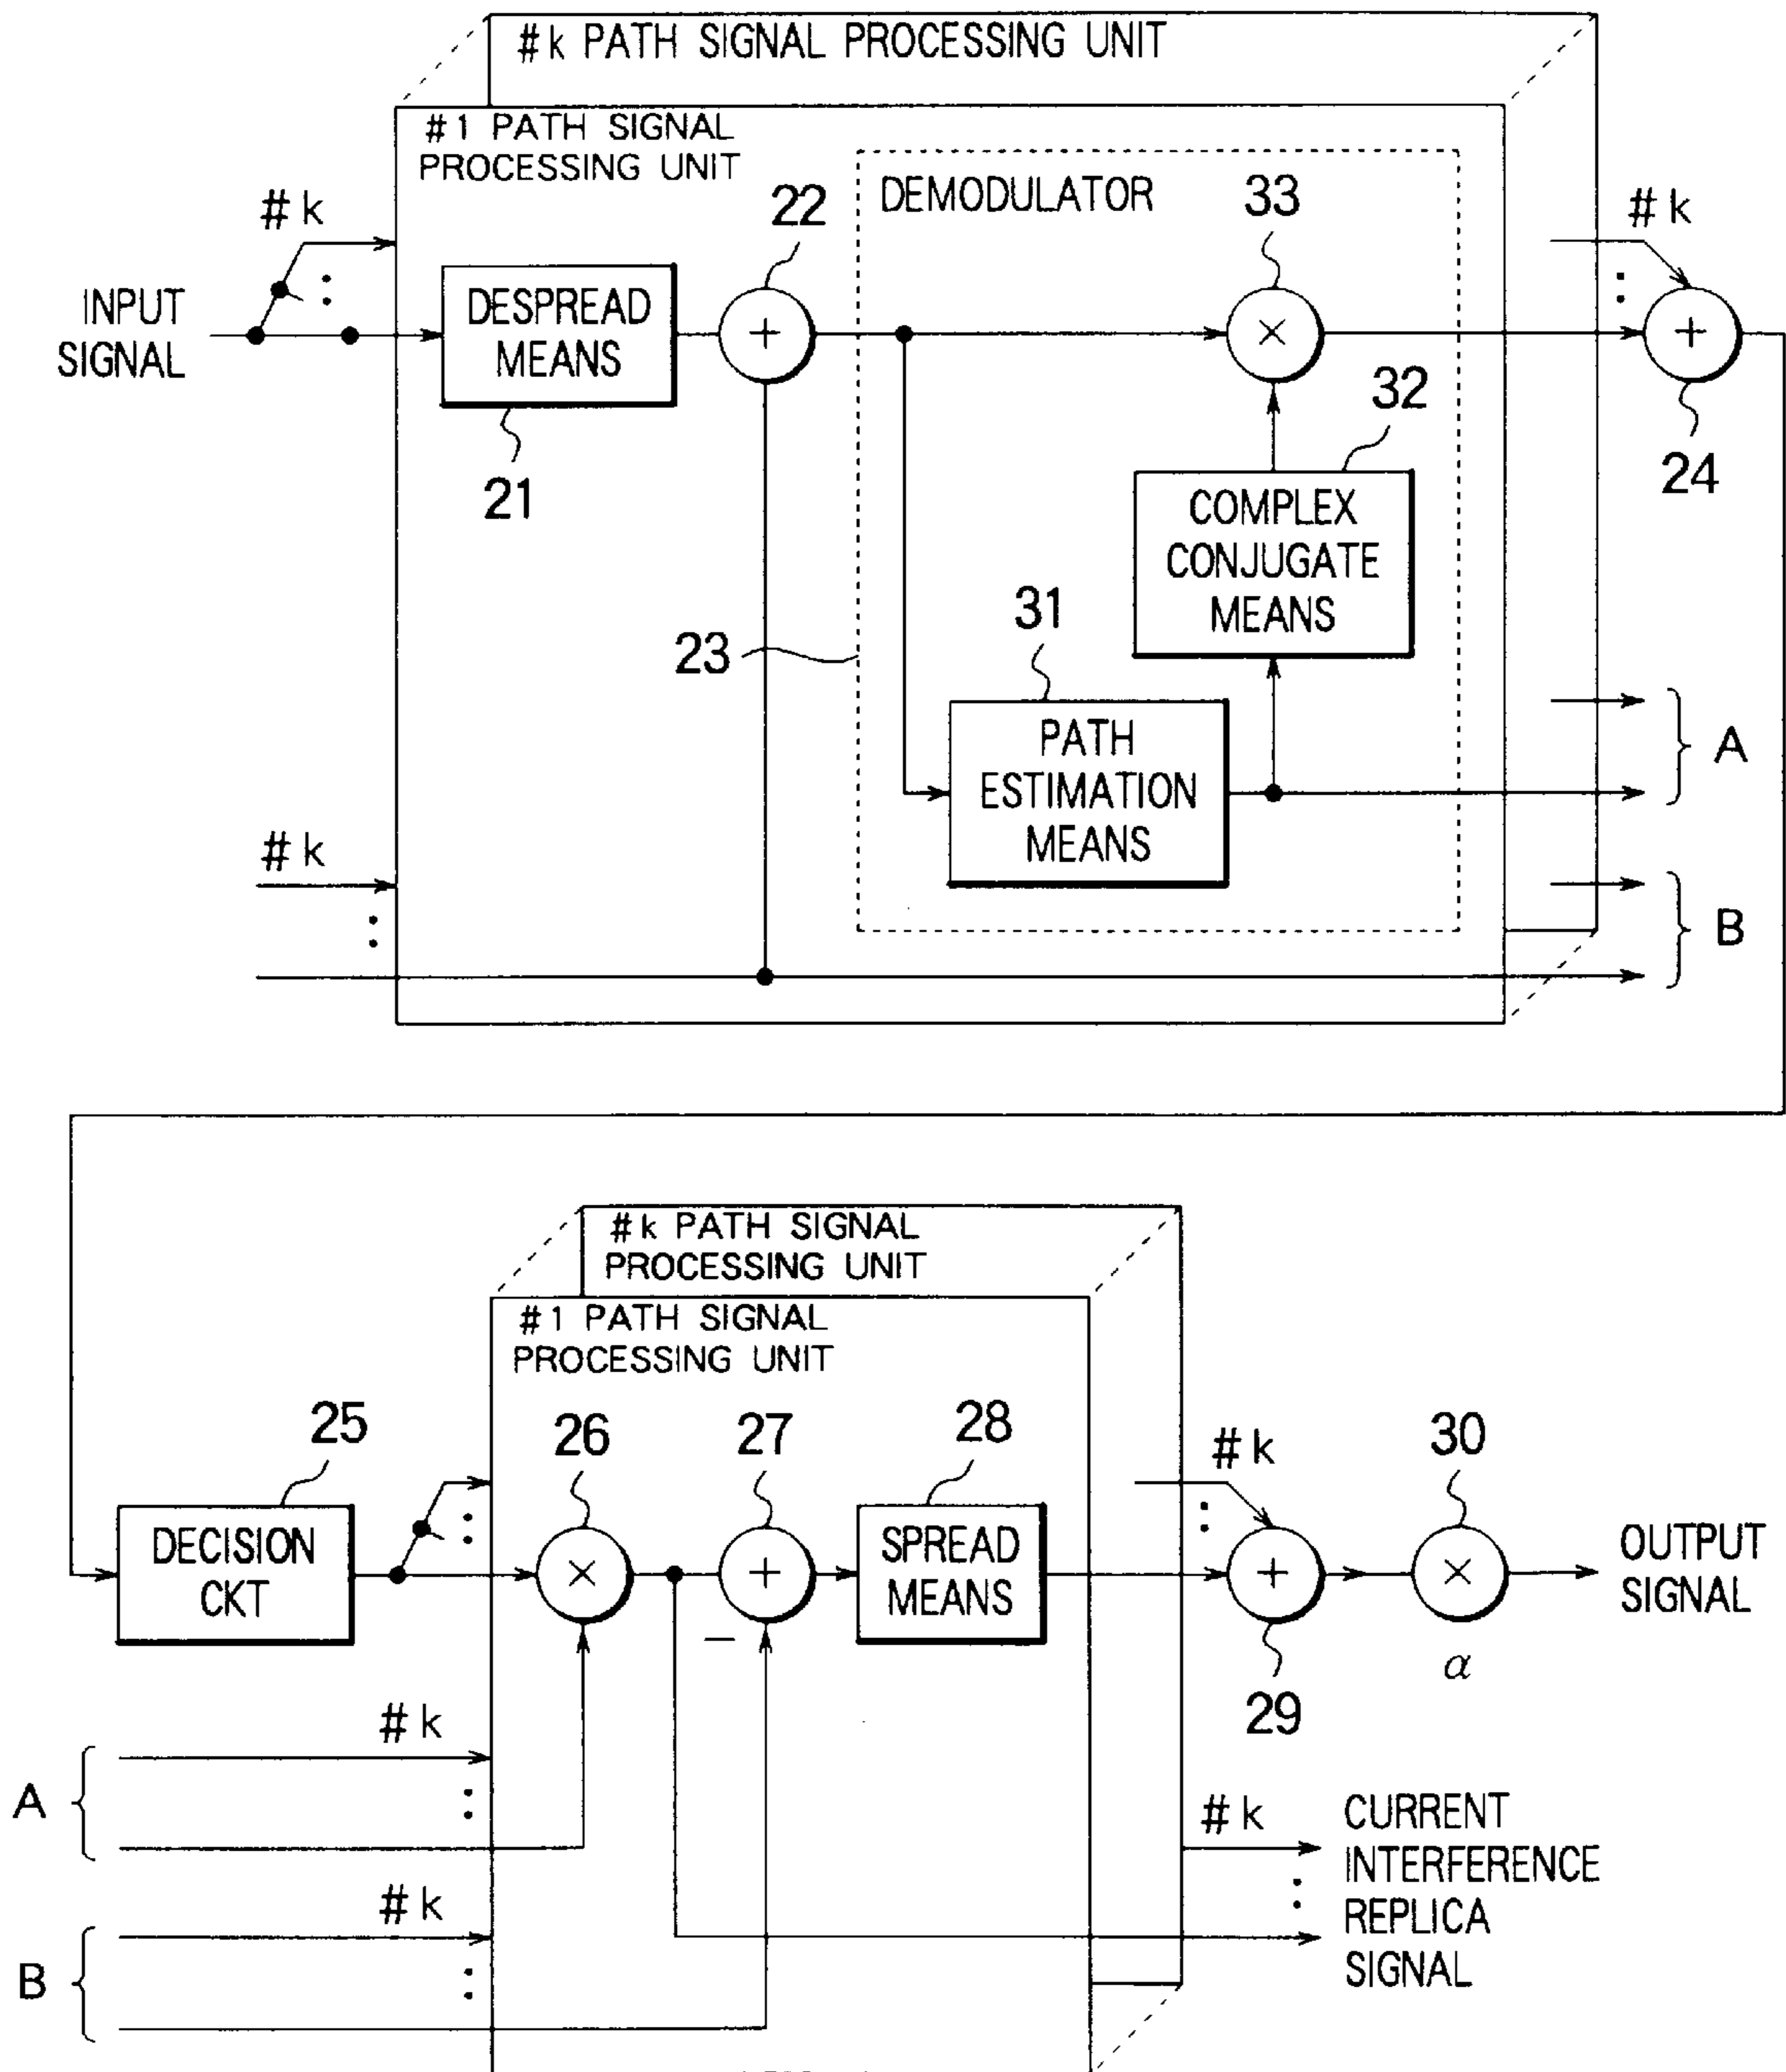 #k PATH SIGNAL PROCESSING UNIT
#1 PATH SIGNAL
PROCESSING UNIT
#k
INPUT
SIGNAL
DESPREAD
MEANS
21
22
+
23
DEMODULATOR
33
×
32
COMPLEX
CONJUGATE
MEANS
31
PATH
ESTIMATION
MEANS
#k
+
24
A
B
#k
#k PATH SIGNAL
PROCESSING UNIT
#1 PATH SIGNAL
PROCESSING UNIT
25
DECISION
CKT
26
×
27
+
−
28
SPREAD
MEANS
#k
+
29
30
×
α
OUTPUT
SIGNAL
A
#k
B
#k
#k
CURRENT
INTERFERENCE
REPLICA
SIGNAL